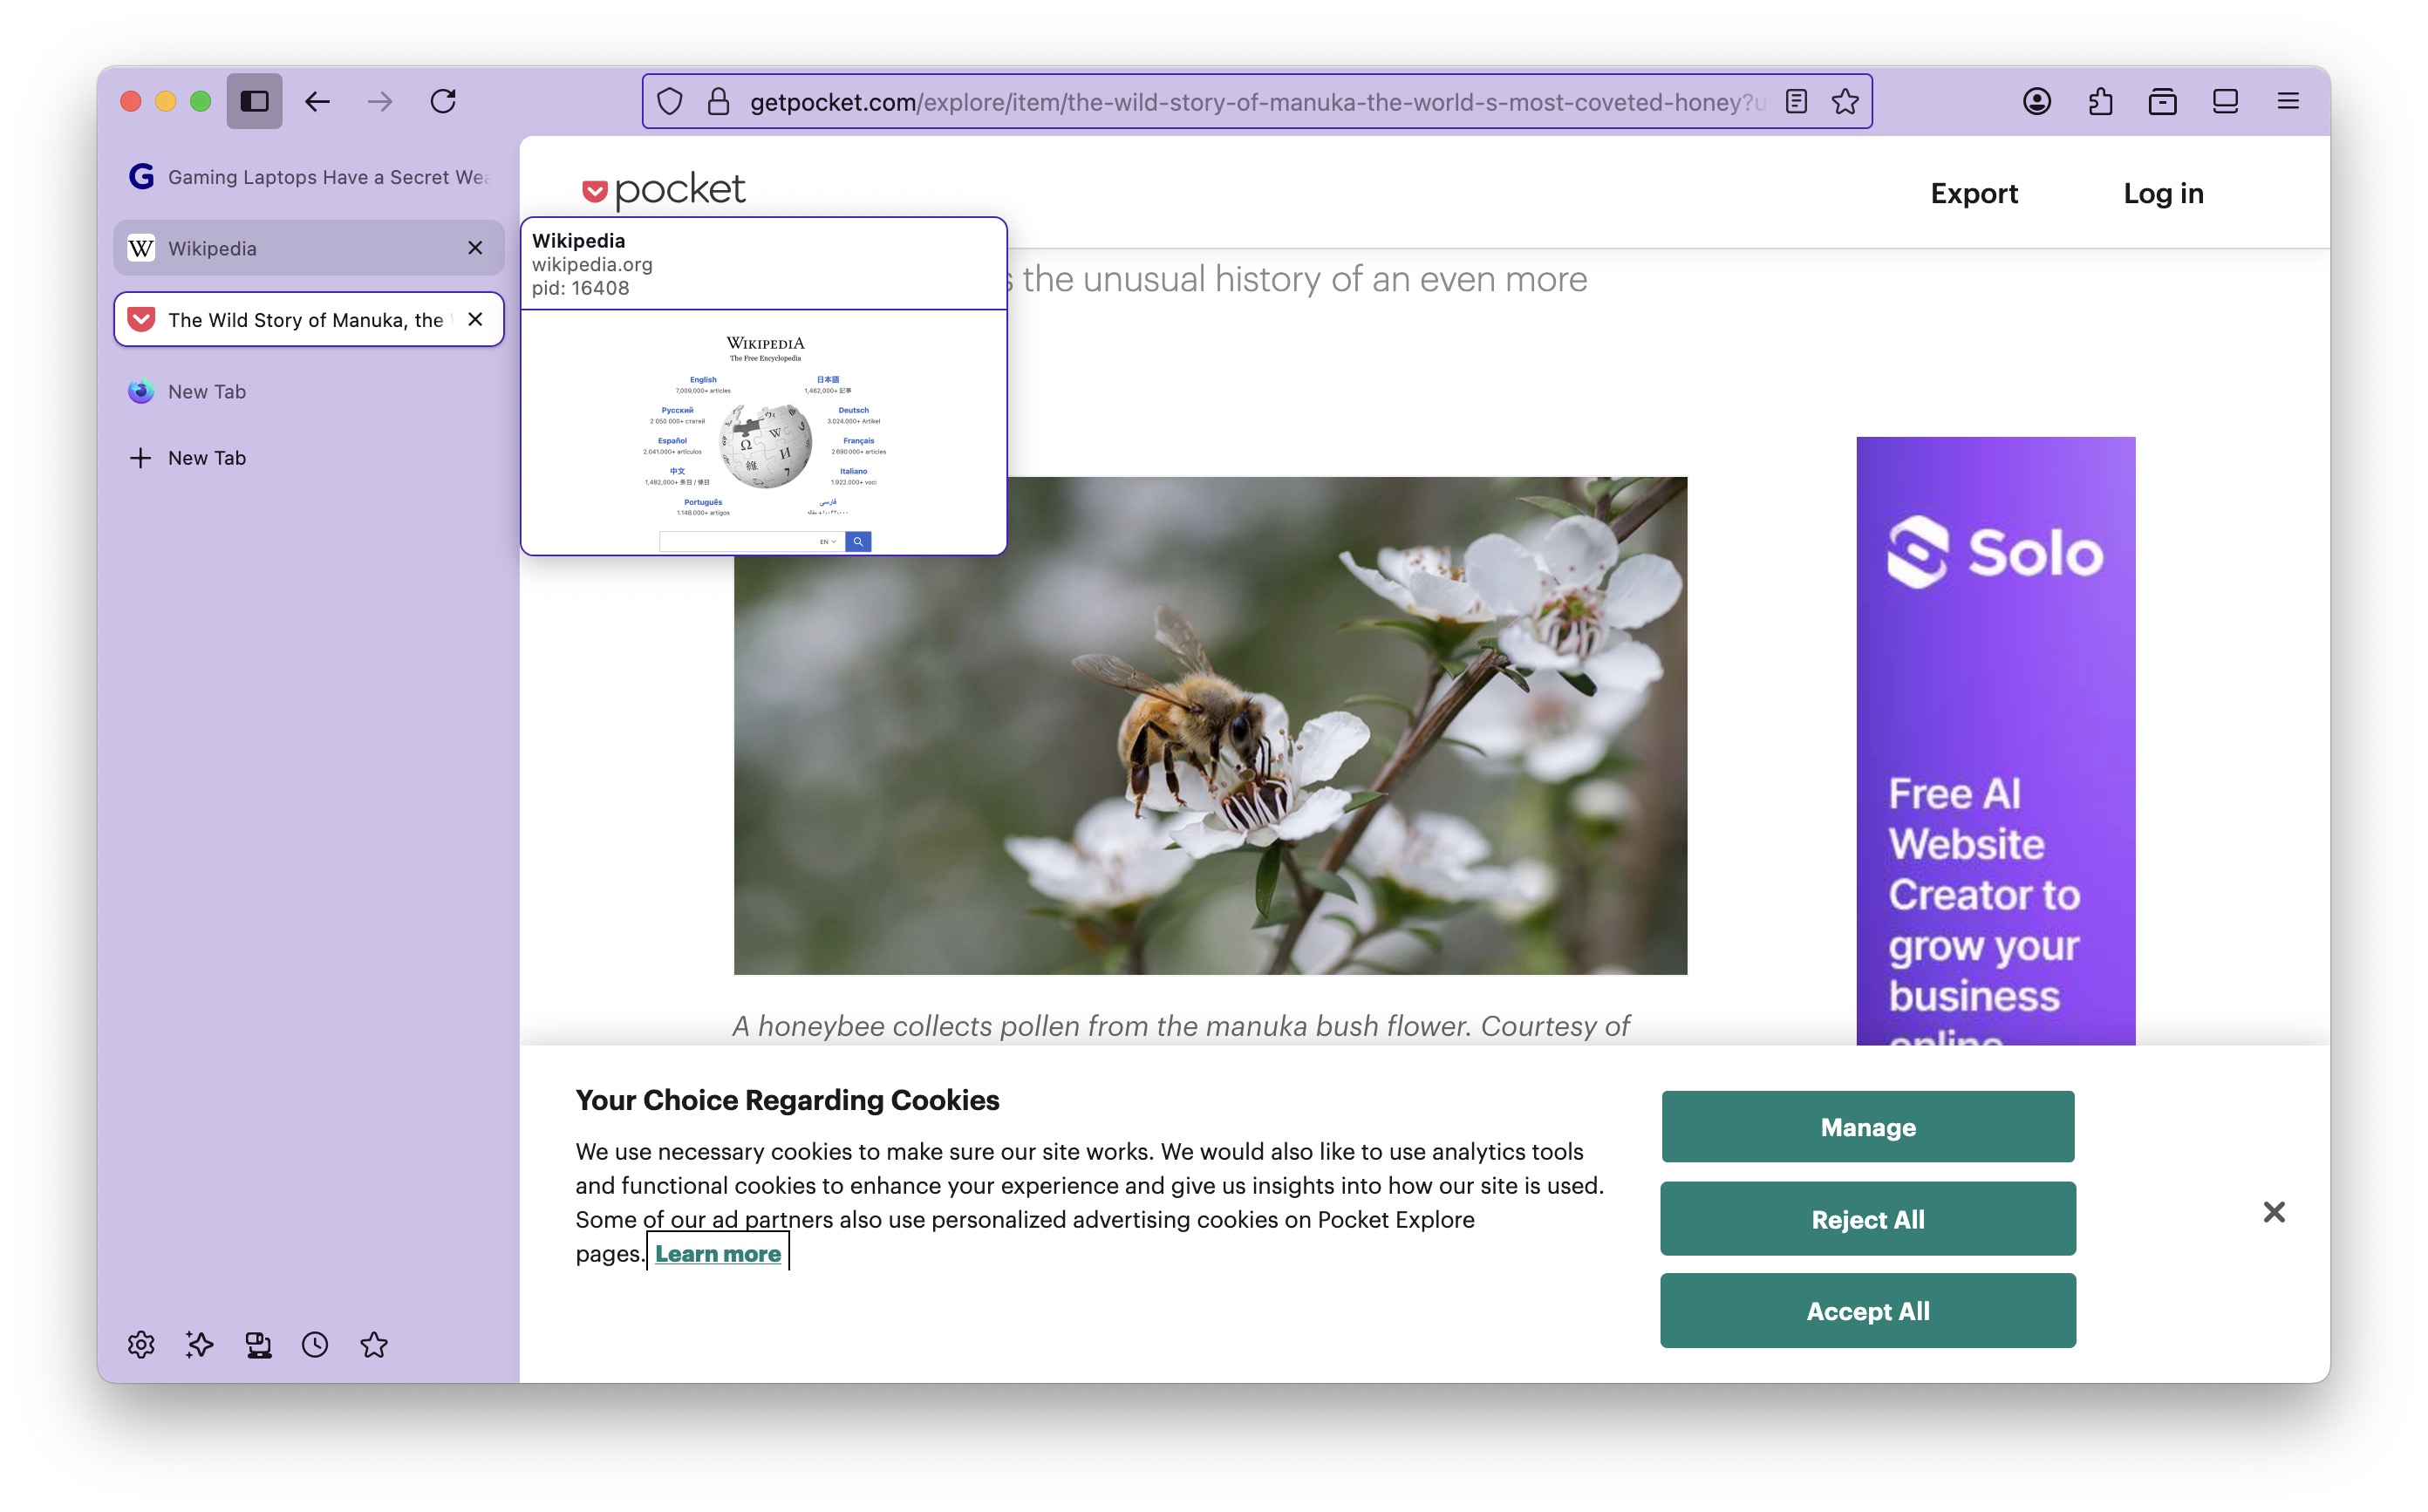 getpocket.com/explore/item/the-wild-story-of-manuka-the-world-s-most-coveted-honey?u
G Gaming Laptops Have a Secret Wea
W Wikipedia
The Wild Story of Manuka, the
New Tab
New Tab
pocket
Export
Log in
Wikipedia
wikipedia.org
pid: 16408
WIKIPEDIA
The Free Encyclopedia
English
7,009,000+ articles
日本語
1,462,000+ 記事
Русский
2 050 000+ статей
Deutsch
3.024.000+ Artikel
Español
2.041.000+ artículos
Français
2 690 000+ articles
中文
1,482,000+ 条目 / 條目
Italiano
1.922.000+ voci
Português
1.148.000+ artigos
فارسی
EN
s the unusual history of an even more
Solo
Free AI
Website
Creator to
grow your
business
online
A honeybee collects pollen from the manuka bush flower. Courtesy of
Your Choice Regarding Cookies
We use necessary cookies to make sure our site works. We would also like to use analytics tools
and functional cookies to enhance your experience and give us insights into how our site is used.
Some of our ad partners also use personalized advertising cookies on Pocket Explore
pages. Learn more
Manage
Reject All
Accept All